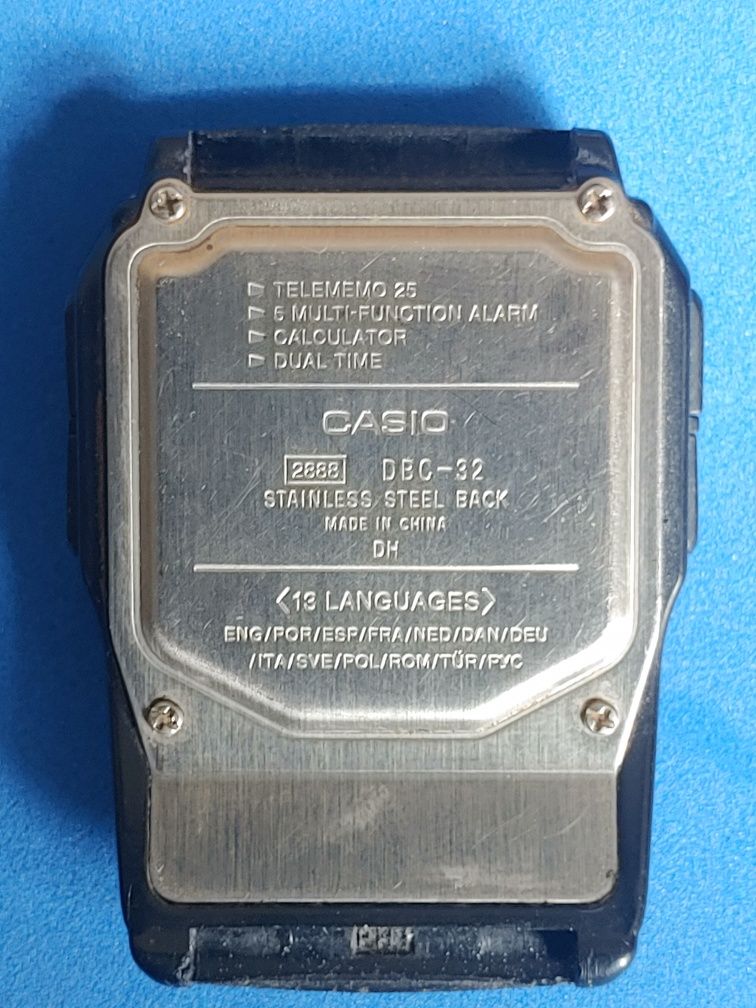 TELEMEMO 25
5 MULTI-FUNCTION ALARM
CALCULATOR
DUAL TIME
CASIO
2888 DBC-32
STAINLESS STEEL BACK
MADE IN CHINA
DH
<13 LANGUAGES>
ENG/POR/ESP/FRA/NED/DAN/DEU
/ITA/SVE/POL/ROM/TÜR/РУС